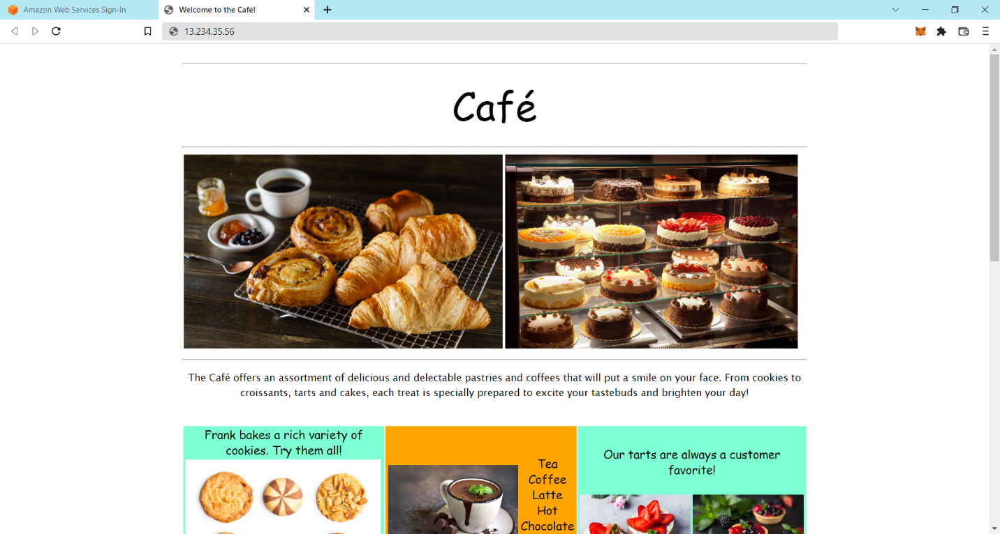 Amazon Web Services Sign-In
Welcome to the Café!
13.234.35.56
Café
The Café offers an assortment of delicious and delectable pastries and coffees that will put a smile on your face. From cookies to
croissants, tarts and cakes, each treat is specially prepared to excite your tastebuds and brighten your day!
Frank bakes a rich variety of
cookies. Try them all!
Tea
Coffee
Latte
Hot
Chocolate
Our tarts are always a customer
favorite!